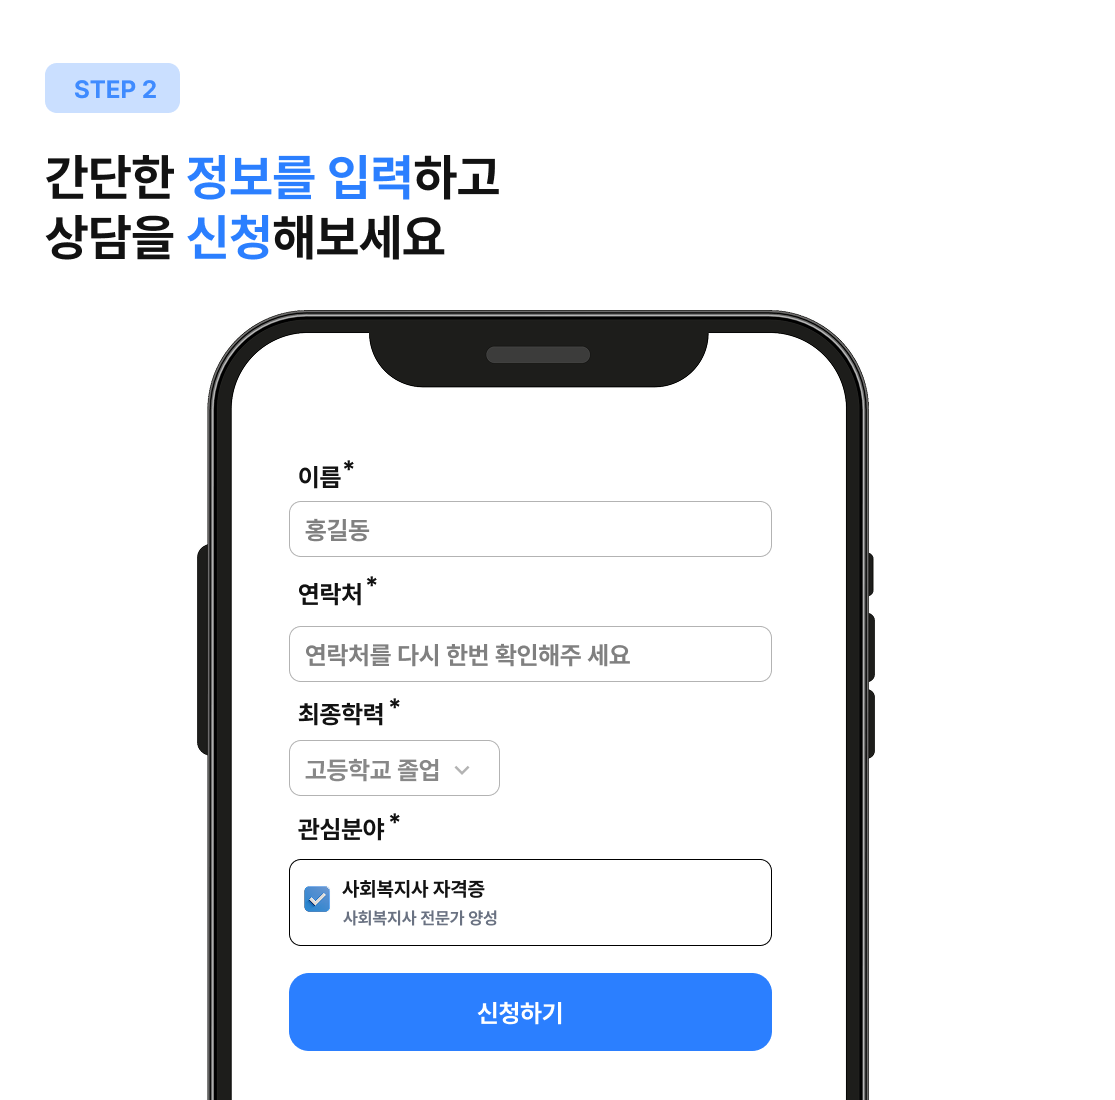 STEP 2
간단한 정보를 입력하고
상담을 신청해보세요
이름*
홍길동
연락처*
연락처를 다시 한번 확인해주 세요
최종학력*
고등학교 졸업
관심분야*
사회복지사 자격증
사회복지사 전문가 양성
신청하기